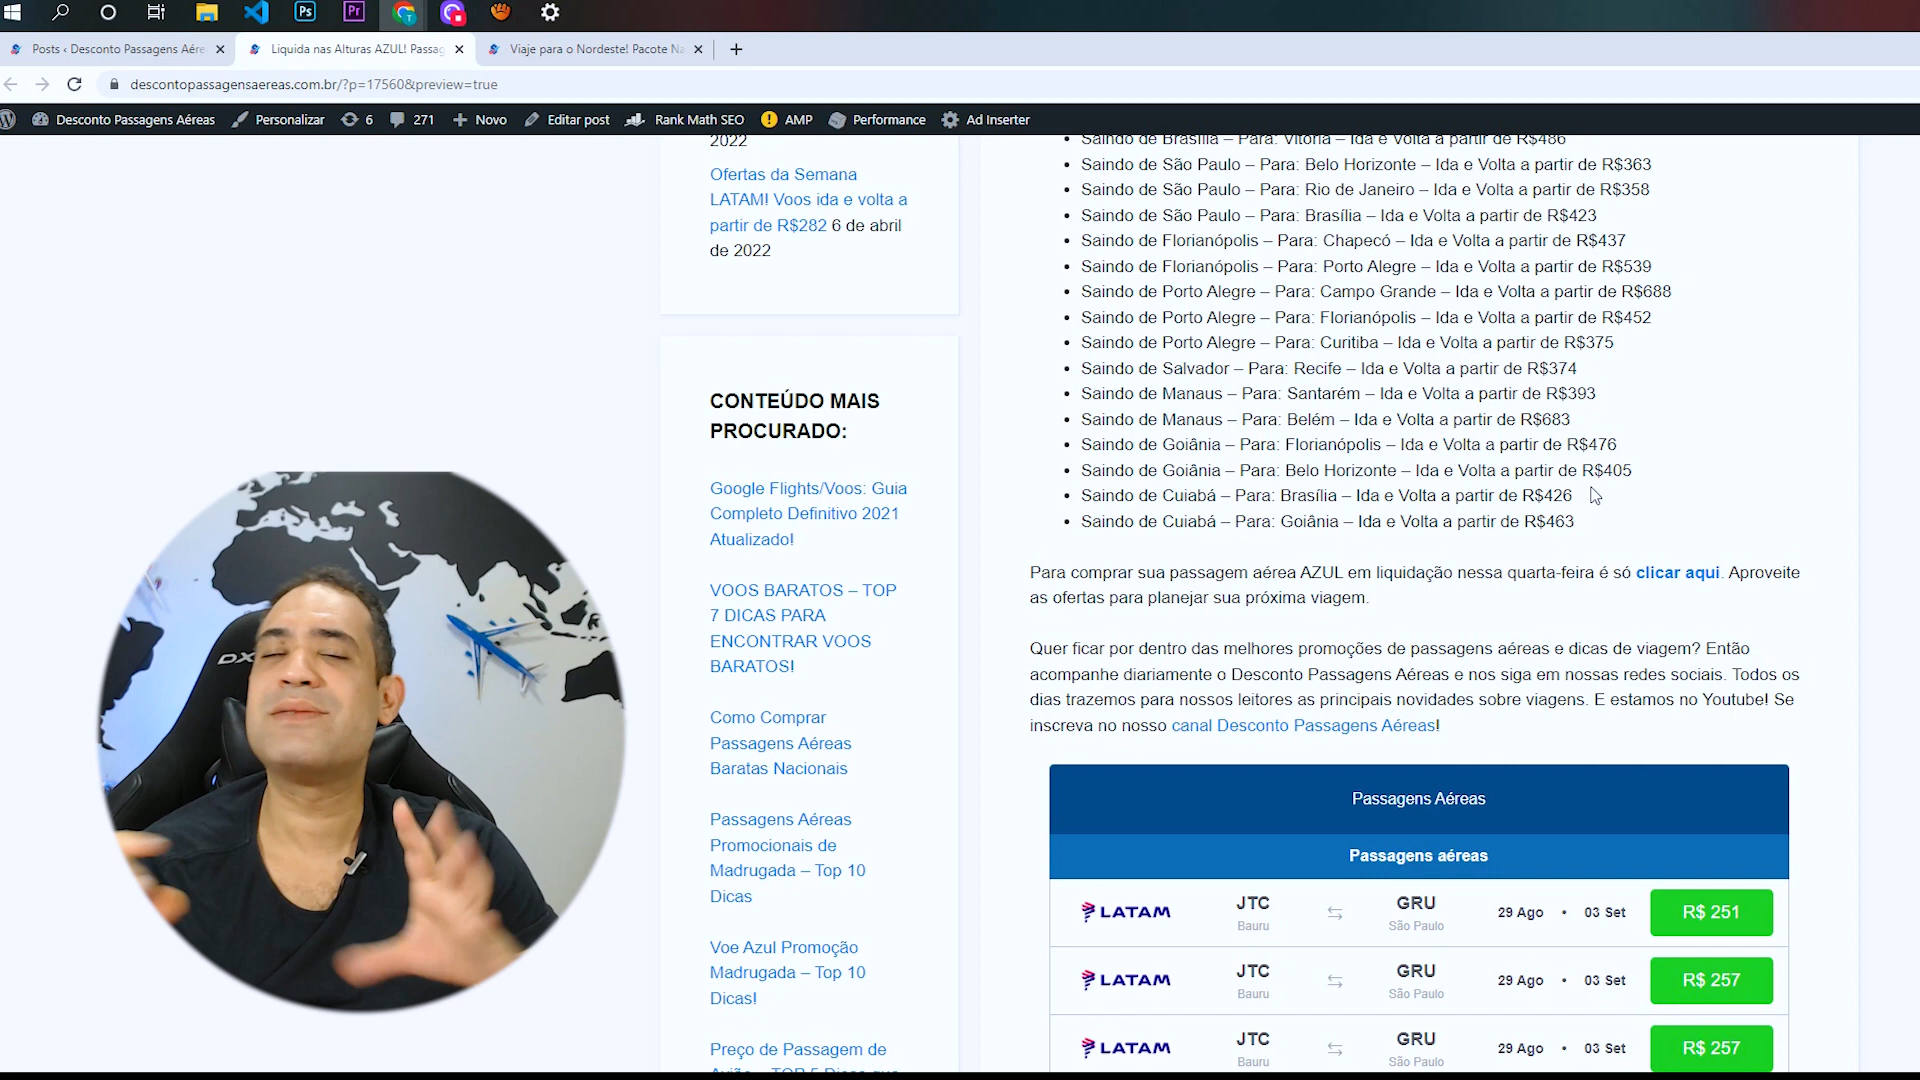 Ps
Pr
Posts ‹ Desconto Passagens Aére
Liquida nas Alturas AZUL! Passag
Viaje para o Nordeste! Pacote Na
descontopassagensaereas.com.br/?p=17560&preview=true
Desconto Passagens Aéreas
Personalizar
6
271
Novo
Editar post
Rank Math SEO
AMP
Performance
Ad Inserter
2022
Ofertas da Semana
LATAM! Voos ida e volta a
partir de R$282 6 de abril
de 2022
CONTEÚDO MAIS
PROCURADO:
Google Flights/Voos: Guia
Completo Definitivo 2021
Atualizado!
VOOS BARATOS – TOP
7 DICAS PARA
ENCONTRAR VOOS
BARATOS!
Como Comprar
Passagens Aéreas
Baratas Nacionais
Passagens Aéreas
Promocionais de
Madrugada – Top 10
Dicas
Voe Azul Promoção
Madrugada – Top 10
Dicas!
Preço de Passagem de
Avião – TOP 5 Dicas que
Saindo de Brasília – Para: Vitória – Ida e Volta a partir de R$486
Saindo de São Paulo – Para: Belo Horizonte – Ida e Volta a partir de R$363
Saindo de São Paulo – Para: Rio de Janeiro – Ida e Volta a partir de R$358
Saindo de São Paulo – Para: Brasília – Ida e Volta a partir de R$423
Saindo de Florianópolis – Para: Chapecó – Ida e Volta a partir de R$437
Saindo de Florianópolis – Para: Porto Alegre – Ida e Volta a partir de R$539
Saindo de Porto Alegre – Para: Campo Grande – Ida e Volta a partir de R$688
Saindo de Porto Alegre – Para: Florianópolis – Ida e Volta a partir de R$452
Saindo de Porto Alegre – Para: Curitiba – Ida e Volta a partir de R$375
Saindo de Salvador – Para: Recife – Ida e Volta a partir de R$374
Saindo de Manaus – Para: Santarém – Ida e Volta a partir de R$393
Saindo de Manaus – Para: Belém – Ida e Volta a partir de R$683
Saindo de Goiânia – Para: Florianópolis – Ida e Volta a partir de R$476
Saindo de Goiânia – Para: Belo Horizonte – Ida e Volta a partir de R$405
Saindo de Cuiabá – Para: Brasília – Ida e Volta a partir de R$426
Saindo de Cuiabá – Para: Goiânia – Ida e Volta a partir de R$463
Para comprar sua passagem aérea AZUL em liquidação nessa quarta-feira é só clicar aqui. Aproveite
as ofertas para planejar sua próxima viagem.
Quer ficar por dentro das melhores promoções de passagens aéreas e dicas de viagem? Então
acompanhe diariamente o Desconto Passagens Aéreas e nos siga em nossas redes sociais. Todos os
dias trazemos para nossos leitores as principais novidades sobre viagens. E estamos no Youtube! Se
inscreva no nosso canal Desconto Passagens Aéreas!
Passagens Aéreas
Passagens aéreas
LATAM JTC GRU 29 Ago • 03 Set R$ 251
Bauru São Paulo
LATAM JTC GRU 29 Ago • 03 Set R$ 257
Bauru São Paulo
LATAM JTC GRU 29 Ago • 03 Set R$ 257
Bauru São Paulo
DX